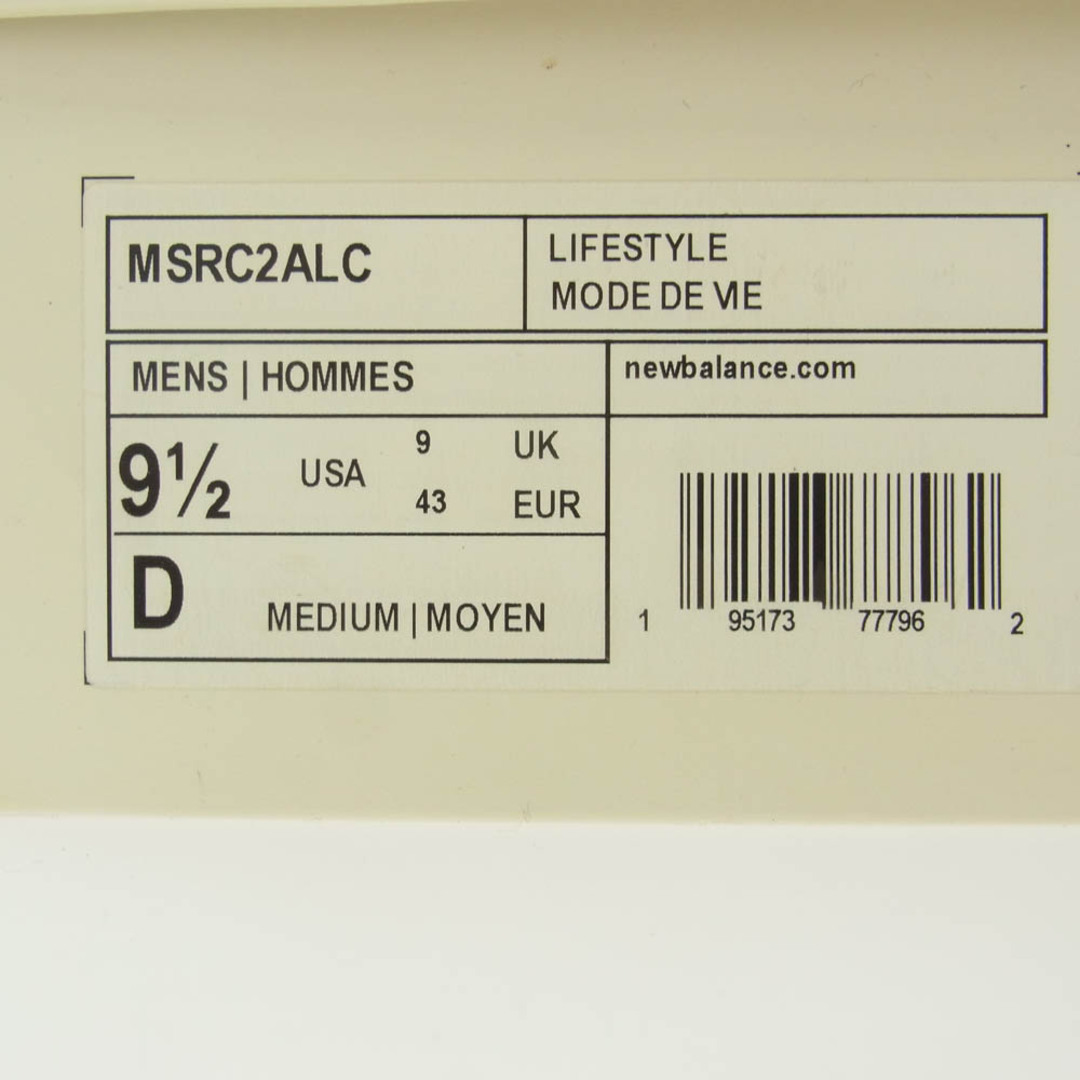 MSRC2ALC
LIFESTYLE
MODE DE VIE
MENS | HOMMES
newbalance.com
9½ USA 9 UK
43 EUR
D MEDIUM | MOYEN
1 95173 77796 2